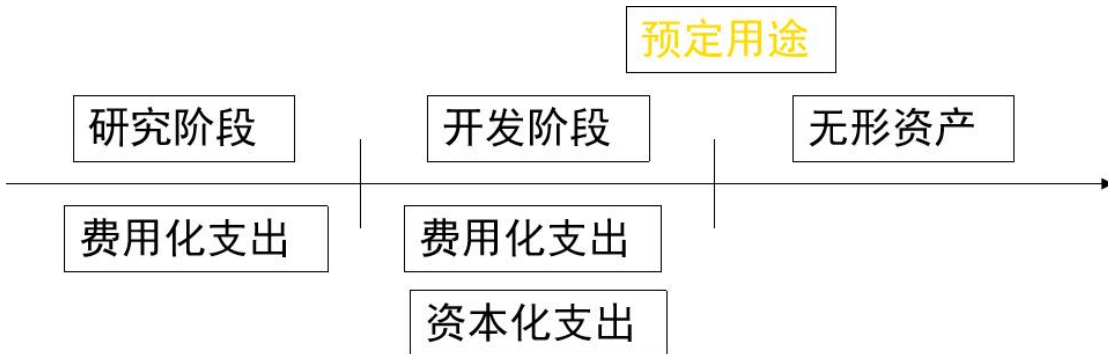 预定用途
研究阶段
开发阶段
无形资产
费用化支出
费用化支出
资本化支出